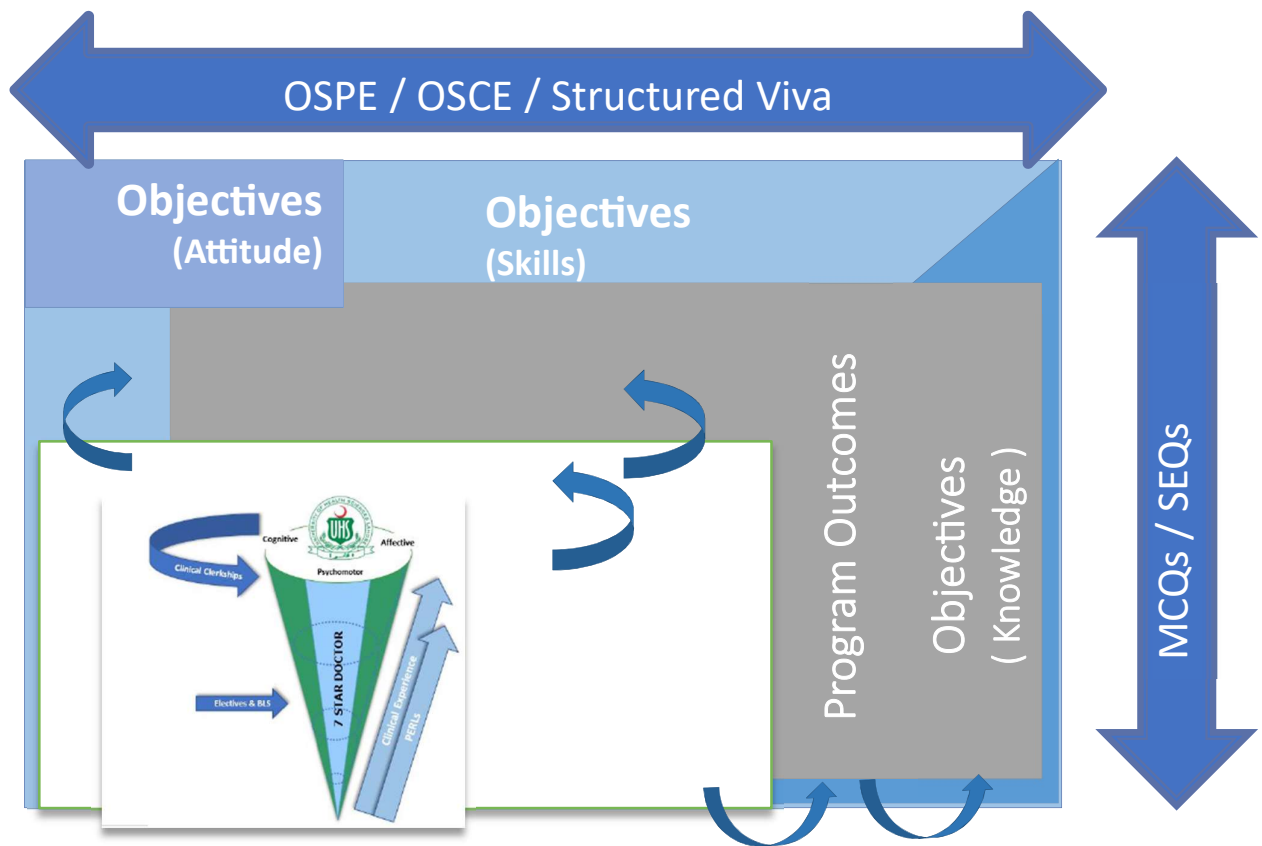 OSPE / OSCE / Structured Viva
Objectives
(Attitude)
Objectives
(Skills)
Program Outcomes
Objectives
( Knowledge )
MCQs / SEQs
UHS
Cognitive
Affective
Psychomotor
Clinical Clerkships
7 STAR DOCTOR
Electives & BLS
Clinical Experience
PERLs